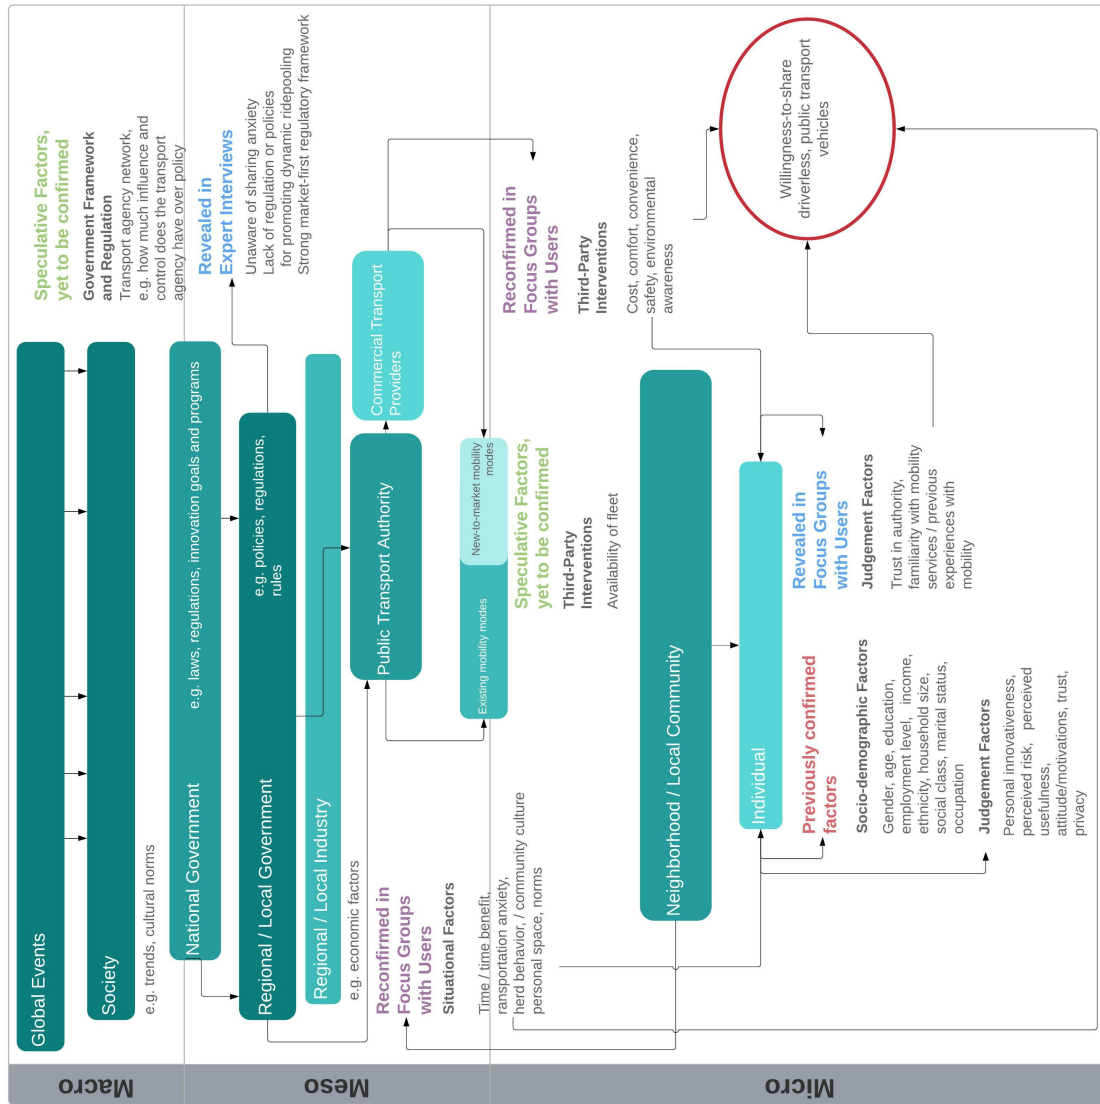 Macro
Global Events
Society
e.g. trends, cultural norms
Speculative Factors,
yet to be confirmed
Government Framework
and Regulation
Transport agency network,
e.g. how much influence and
control does the transport
agency have over policy
Meso
National Government
e.g. laws, regulations, innovation goals and programs
Regional / Local Government
e.g. policies, regulations,
rules
Revealed in
Expert Interviews
Unaware of sharing anxiety
Lack of regulation or policies
for promoting dynamic ridepooling
Strong market-first regulatory framework
Regional / Local Industry
e.g. economic factors
Public Transport Authority
Commercial Transport
Providers
Existing mobility modes
New-to-market mobility
modes
Reconfirmed in
Focus Groups
with Users
Situational Factors
Time / time benefit,
ransportation anxiety,
herd behavior, / community culture
personal space, norms
Speculative Factors,
yet to be confirmed
Third-Party
Interventions
Availability of fleet
Reconfirmed in
Focus Groups
with Users
Third-Party
Interventions
Cost, comfort, convenience,
safety, environmental
awareness
Micro
Neighborhood / Local Community
Individual
Previously confirmed
factors
Socio-demographic Factors
Gender, age, education,
employment level, income,
ethnicity, household size,
social class, marital status,
occupation
Judgement Factors
Personal innovativeness,
perceived risk, perceived
usefulness,
attitude/motivations, trust,
privacy
Revealed in
Focus Groups
with Users
Judgement Factors
Trust in authority,
familiarity with mobility
services / previous
experiences with
mobility
Willingness-to-share
driverless, public transport
vehicles